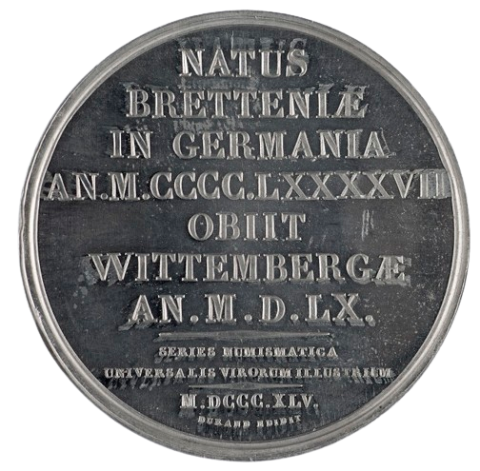 NATUS
BRETTENIÆ
IN GERMANIA
AN.M.CCCC.LXXXXVII
OBIIT
WITTEMBERGÆ
AN.M.D.LX.
SERIES NUMISMATICA
UNIVERSALIS VIRORUM ILLUSTRIUM
M.DCCC.XLV.
DURAND EDIDIT